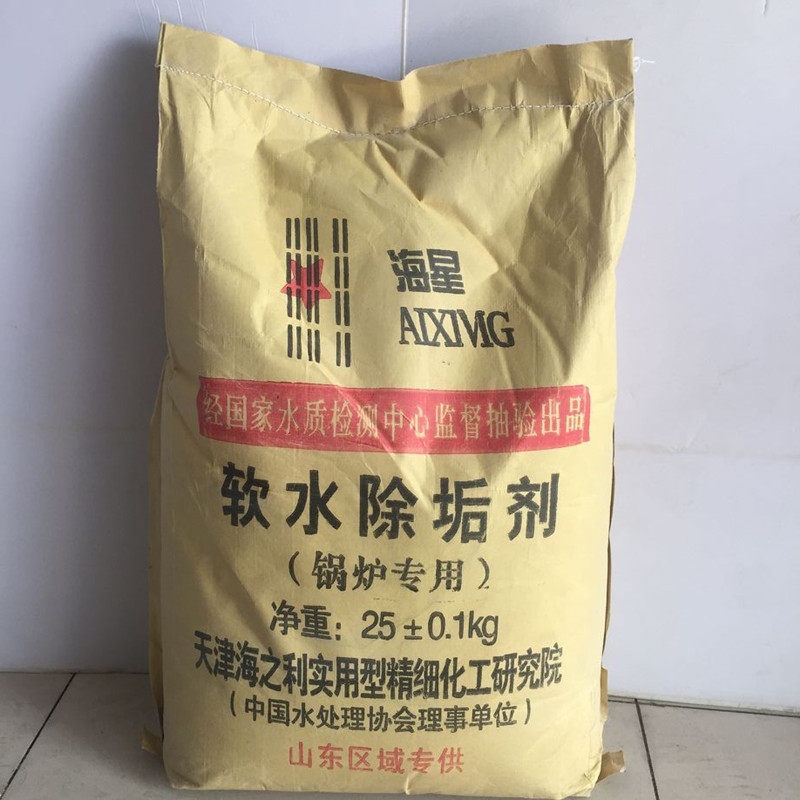 海星
AIXIMG
经国家水质检测中心监督抽验出品
软水除垢剂
（锅炉专用）
净重：25±0.1kg
天津海之利实用型精细化工研究院
（中国水处理协会理事单位）
山东区域专供